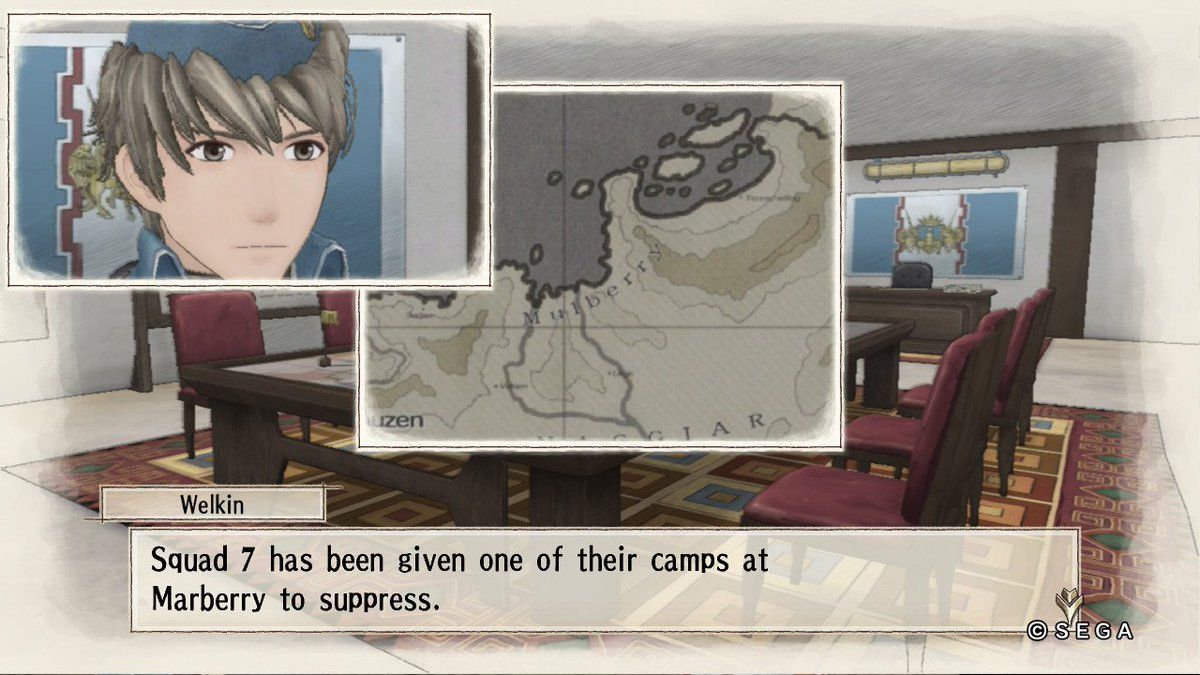 Mulberry
uzen
Welkin
Squad 7 has been given one of their camps at
Marberry to suppress.
© SEGA